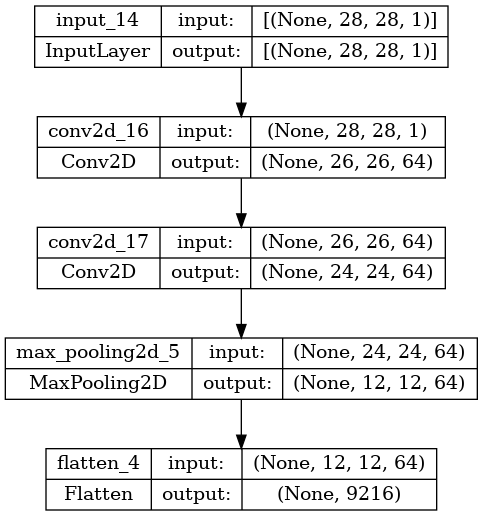 input_14 input: [(None, 28, 28, 1)]
InputLayer output: [(None, 28, 28, 1)]
conv2d_16 input: (None, 28, 28, 1)
Conv2D output: (None, 26, 26, 64)
conv2d_17 input: (None, 26, 26, 64)
Conv2D output: (None, 24, 24, 64)
max_pooling2d_5 input: (None, 24, 24, 64)
MaxPooling2D output: (None, 12, 12, 64)
flatten_4 input: (None, 12, 12, 64)
Flatten output: (None, 9216)